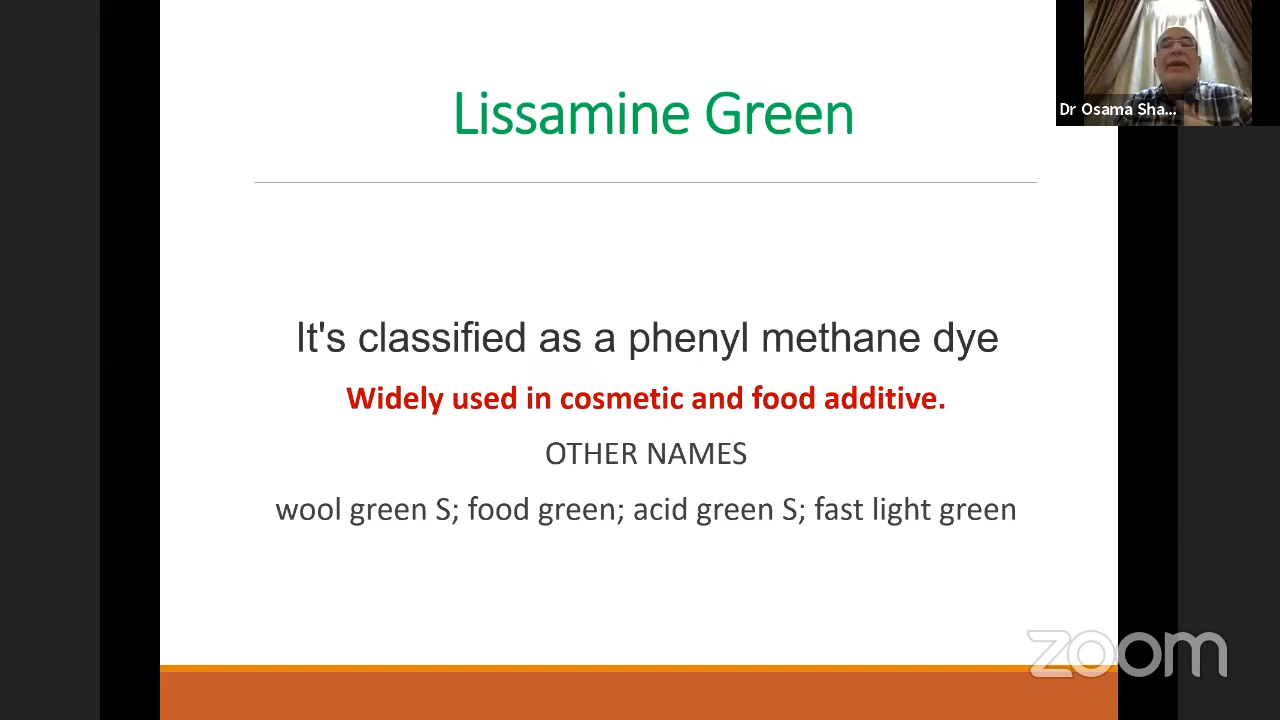 Lissamine Green
Dr Osama Sha...
It's classified as a phenyl methane dye
Widely used in cosmetic and food additive.
OTHER NAMES
wool green S; food green; acid green S; fast light green
zoom